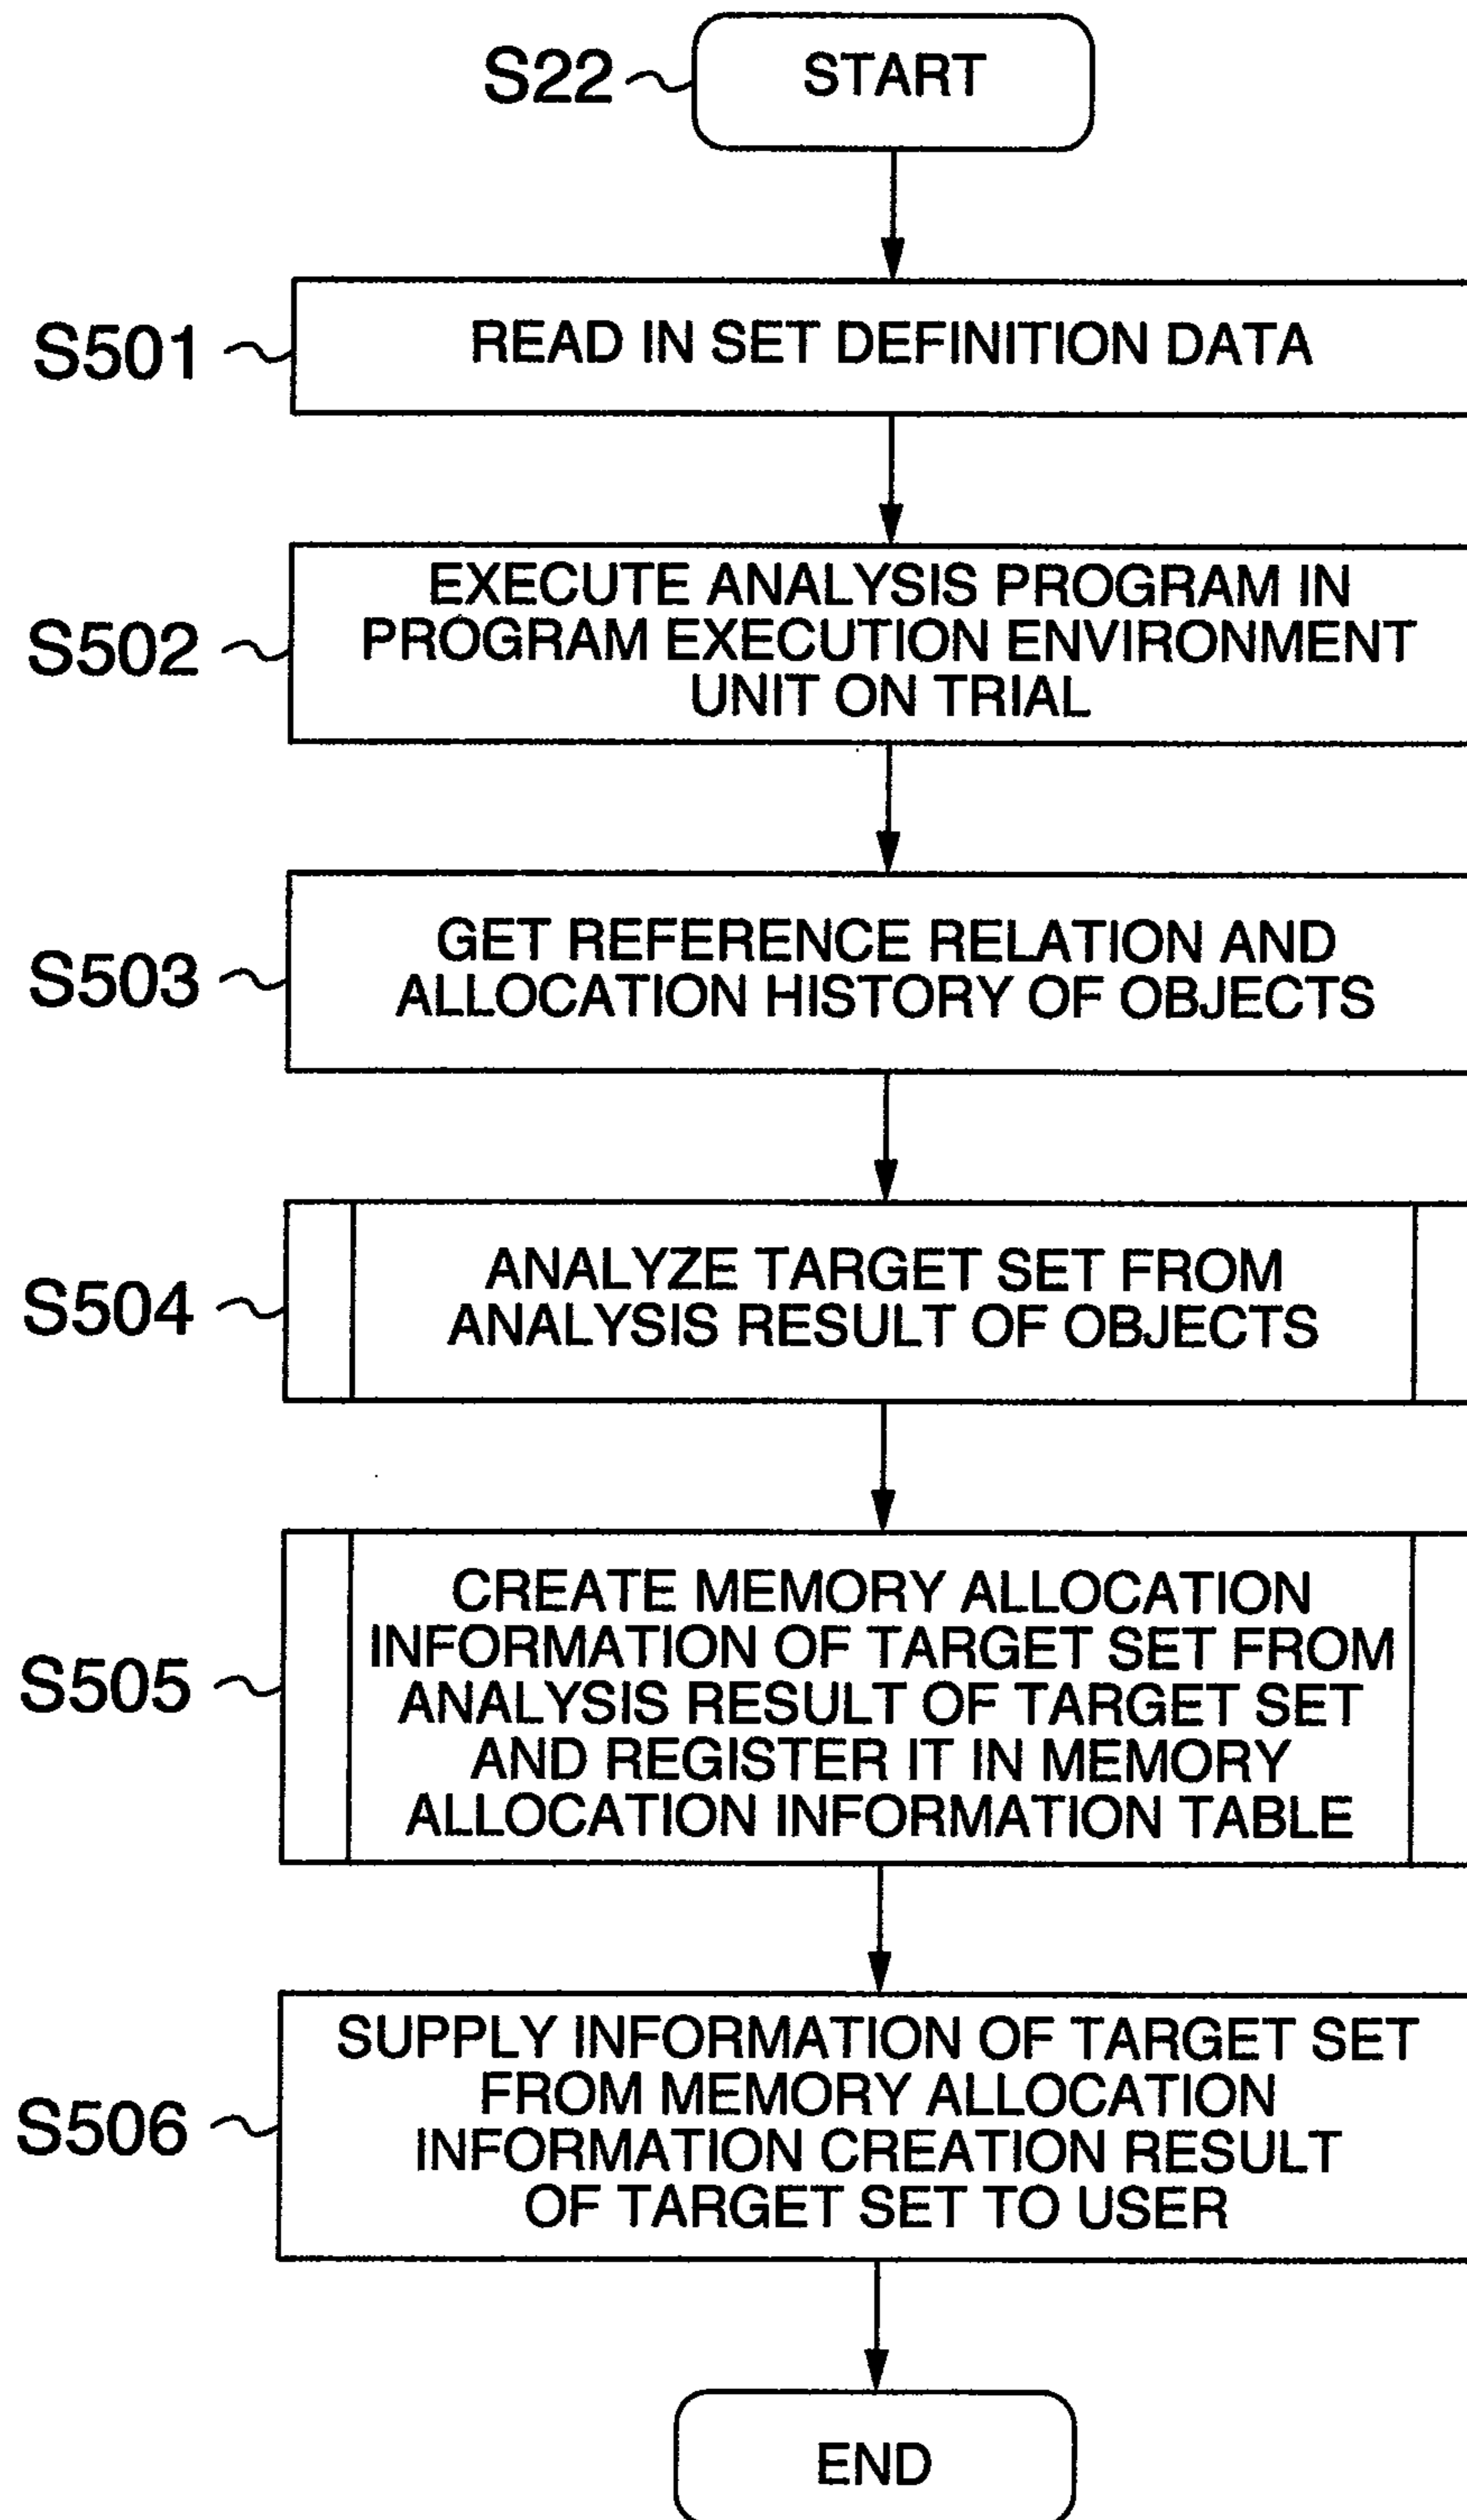 S22
START
S501
READ IN SET DEFINITION DATA
S502
EXECUTE ANALYSIS PROGRAM IN
PROGRAM EXECUTION ENVIRONMENT
UNIT ON TRIAL
S503
GET REFERENCE RELATION AND
ALLOCATION HISTORY OF OBJECTS
S504
ANALYZE TARGET SET FROM
ANALYSIS RESULT OF OBJECTS
S505
CREATE MEMORY ALLOCATION
INFORMATION OF TARGET SET FROM
ANALYSIS RESULT OF TARGET SET
AND REGISTER IT IN MEMORY
ALLOCATION INFORMATION TABLE
S506
SUPPLY INFORMATION OF TARGET SET
FROM MEMORY ALLOCATION
INFORMATION CREATION RESULT
OF TARGET SET TO USER
END